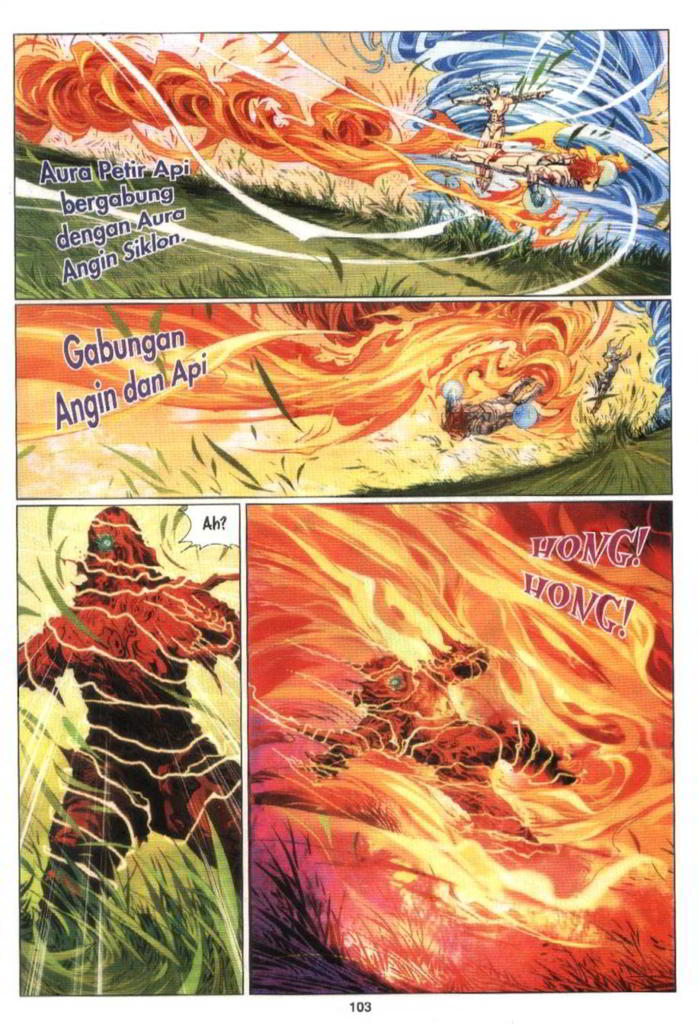 Aura Petir Api
bergabung
dengan Aura
Angin Siklon.
Gabungan
Angin dan Api
Ah?
HONG!
HONG!
103